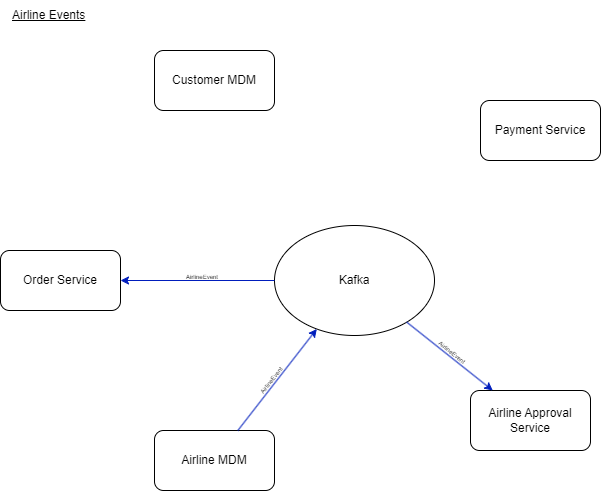 Airline Events
Customer MDM
Payment Service
Order Service
AirlineEvent
Kafka
AirlineEvent
AirlineEvent
Airline Approval
Service
Airline MDM